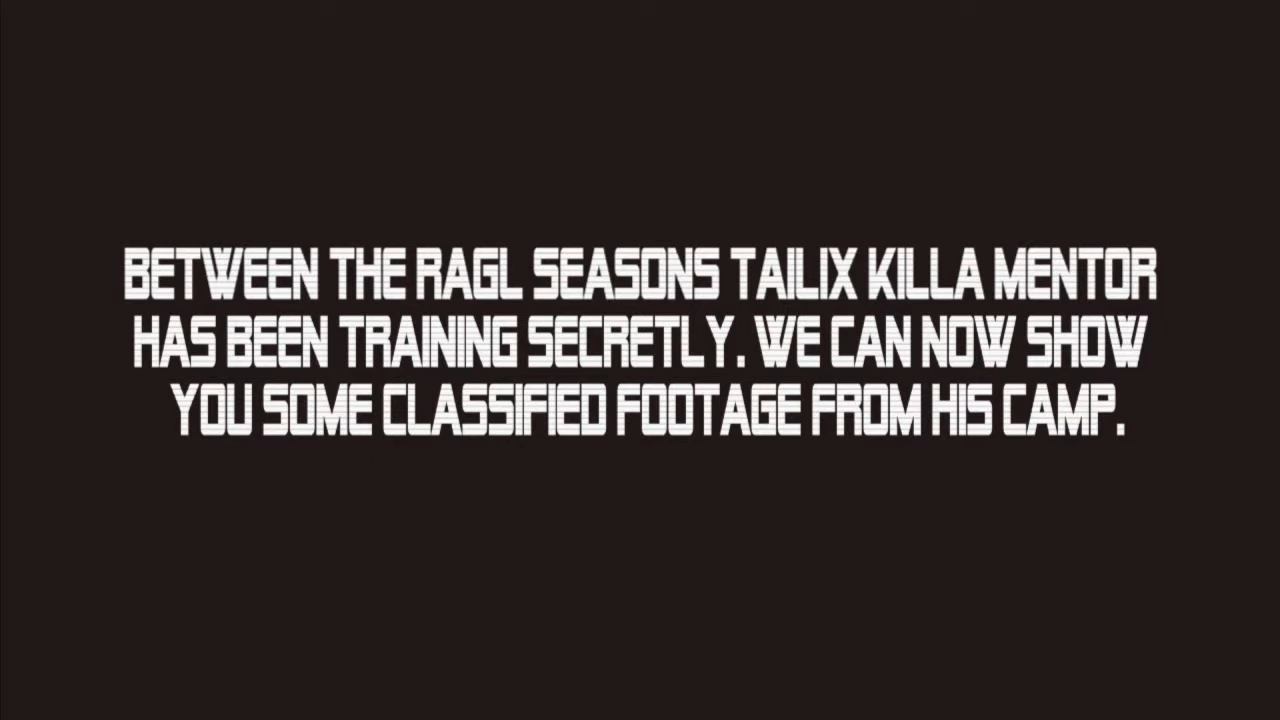 BETWEEN THE RAGL SEASONS TAILIX KILLA MENTOR
HAS BEEN TRAINING SECRETLY. WE CAN NOW SHOW
YOU SOME CLASSIFIED FOOTAGE FROM HIS CAMP.